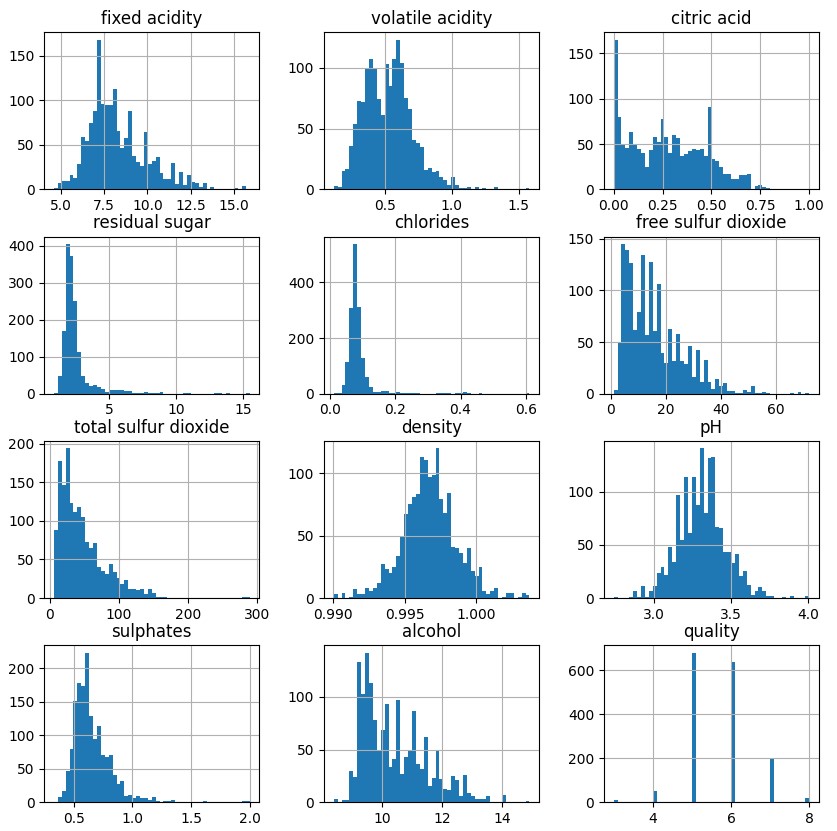 fixed acidity
volatile acidity
citric acid
175
150
125
100
75
50
25
0
5.0 7.5 10.0 12.5 15.0
100
50
0
0.5 1.0 1.5
150
100
50
0
0.00 0.25 0.50 0.75 1.00
residual sugar
chlorides
free sulfur dioxide
400
300
200
100
0
5 10 15
400
200
0
0.0 0.2 0.4 0.6
150
100
50
0
0 20 40 60
total sulfur dioxide
density
pH
200
150
100
50
0
0 100 200 300
100
50
0
0.990 0.995 1.000
100
50
0
3.0 3.5 4.0
sulphates
alcohol
quality
200
150
100
50
0
0.5 1.0 1.5 2.0
100
50
0
10 12 14
600
400
200
0
4 6 8